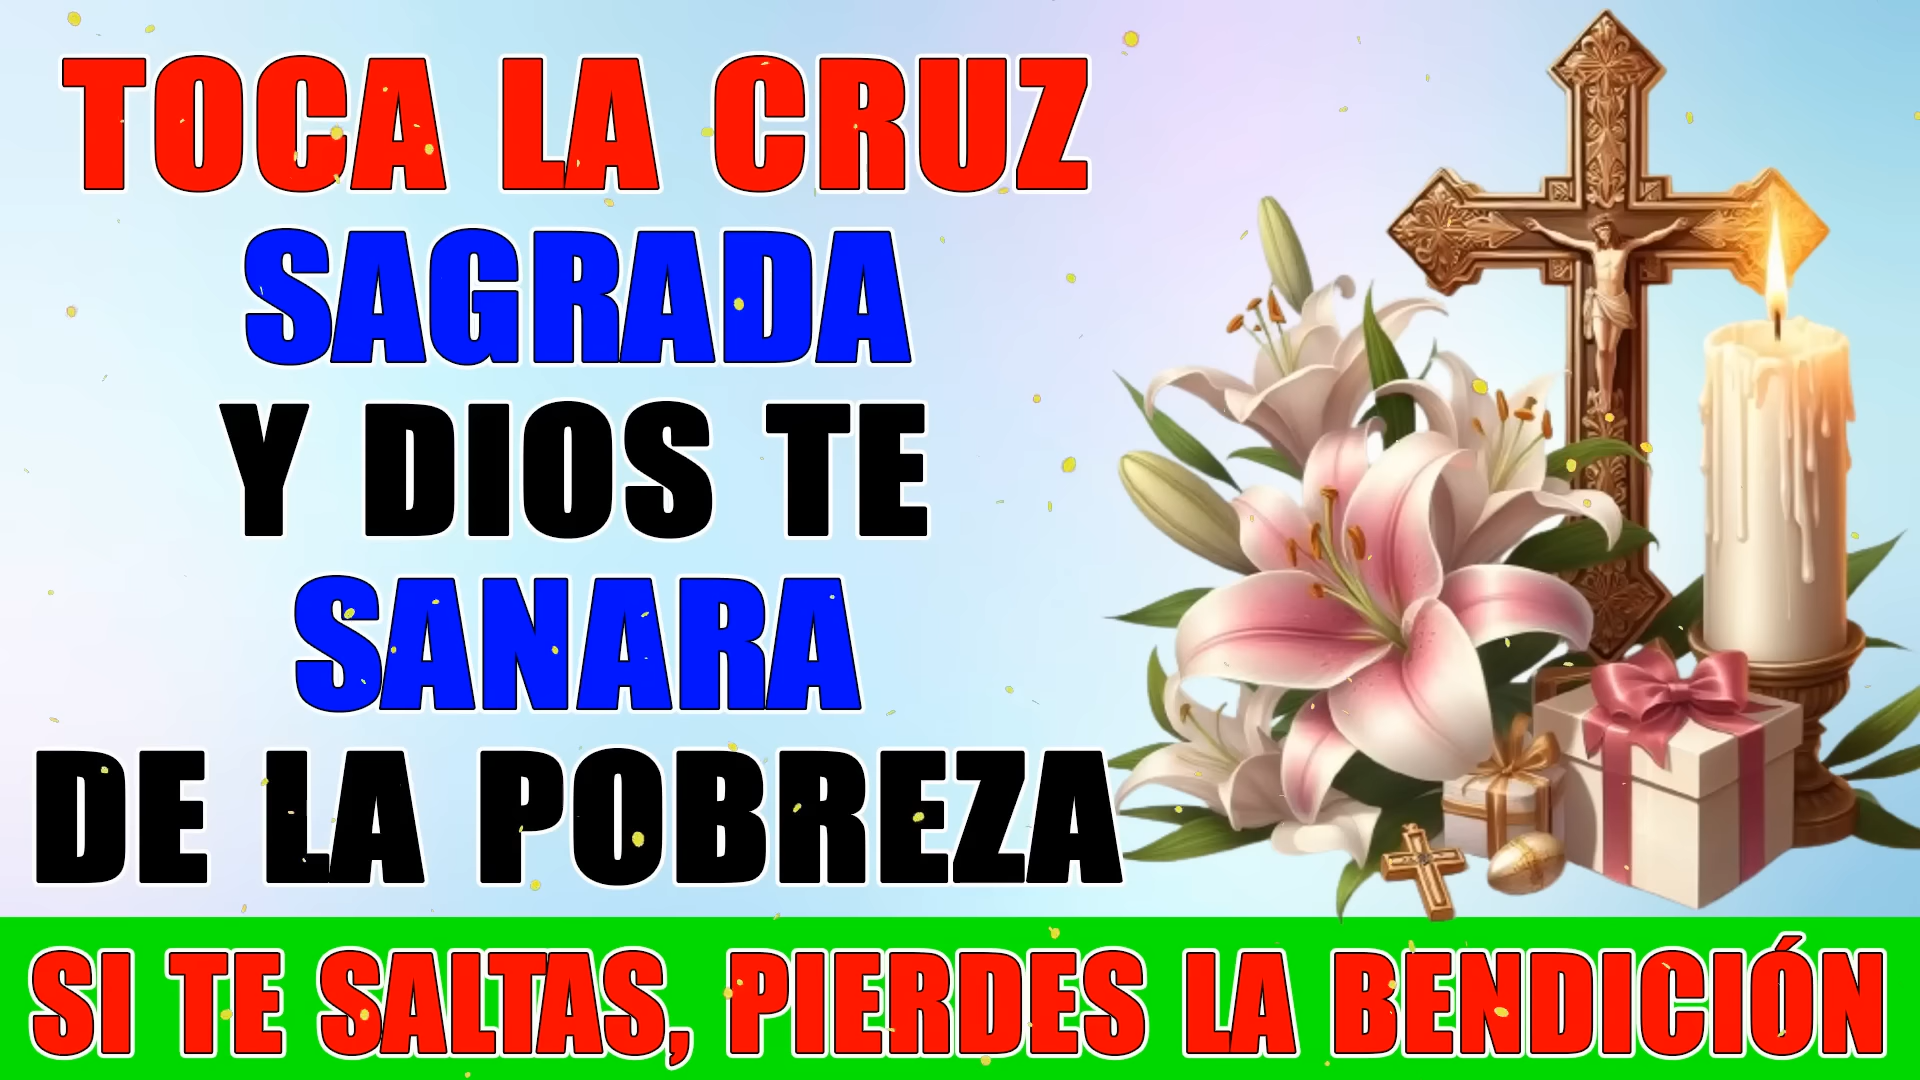 TOCA LA CRUZ
SAGRADA
Y DIOS TE
SANARA
DE LA POBREZA
SI TE SALTAS, PIERDES LA BENDICIÓN